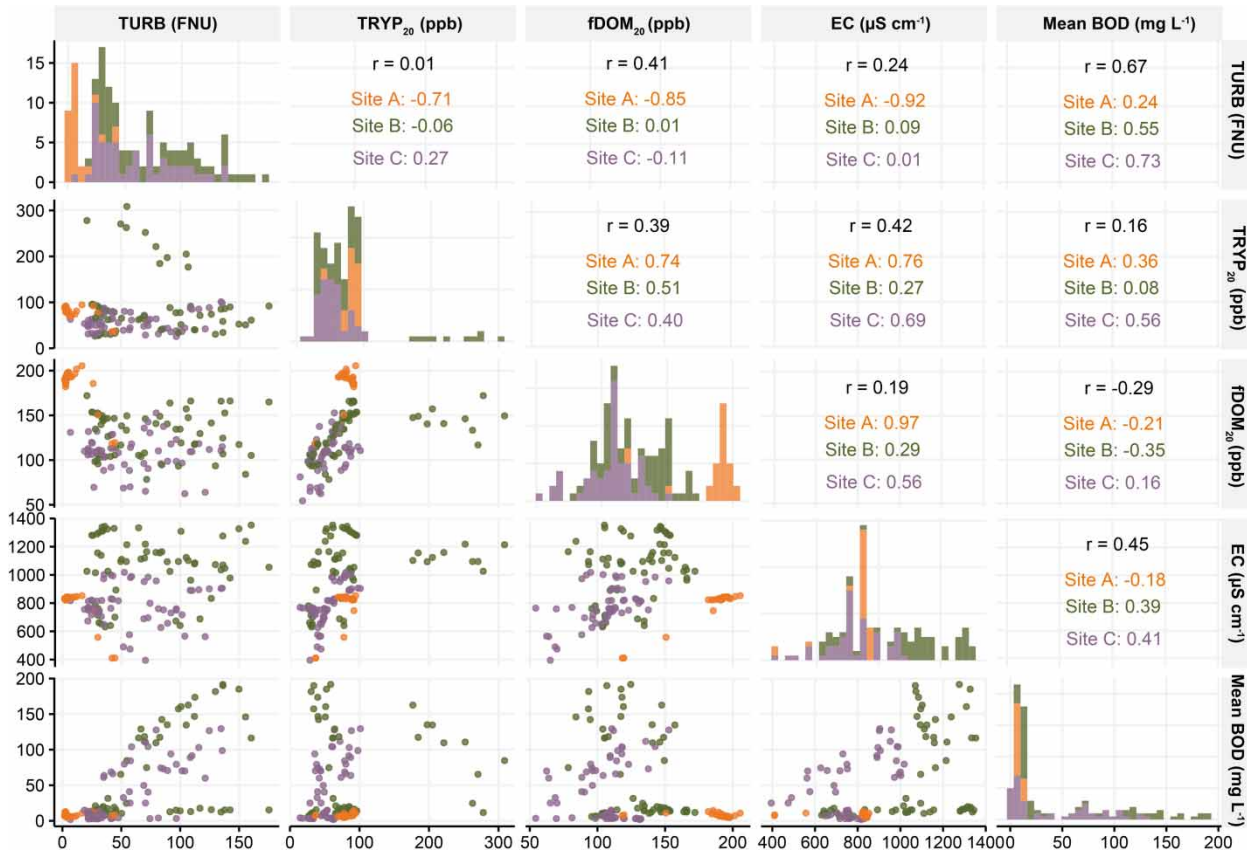 TURB (FNU) TRYP20 (ppb) fDOM20 (ppb) EC (µS cm-1) Mean BOD (mg L-1)
15
10
5
0
r = 0.01
Site A: -0.71
Site B: -0.06
Site C: 0.27
r = 0.41
Site A: -0.85
Site B: 0.01
Site C: -0.11
r = 0.24
Site A: -0.92
Site B: 0.09
Site C: 0.01
r = 0.67
Site A: 0.24
Site B: 0.55
Site C: 0.73
TURB (FNU)
300
200
100
0
r = 0.39
Site A: 0.74
Site B: 0.51
Site C: 0.40
r = 0.42
Site A: 0.76
Site B: 0.27
Site C: 0.69
r = 0.16
Site A: 0.36
Site B: 0.08
Site C: 0.56
TRYP20 (ppb)
200
150
100
50
r = 0.19
Site A: 0.97
Site B: 0.29
Site C: 0.56
r = -0.29
Site A: -0.21
Site B: -0.35
Site C: 0.16
fDOM20 (ppb)
1400
1200
1000
800
600
400
r = 0.45
Site A: -0.18
Site B: 0.39
Site C: 0.41
EC (µS cm-1)
200
150
100
50
0
Mean BOD (mg L-1)
0 50 100 150
0 100 200 300
50 100 150 200
400 600 800 1000 1200 140
0 50 100 150 200